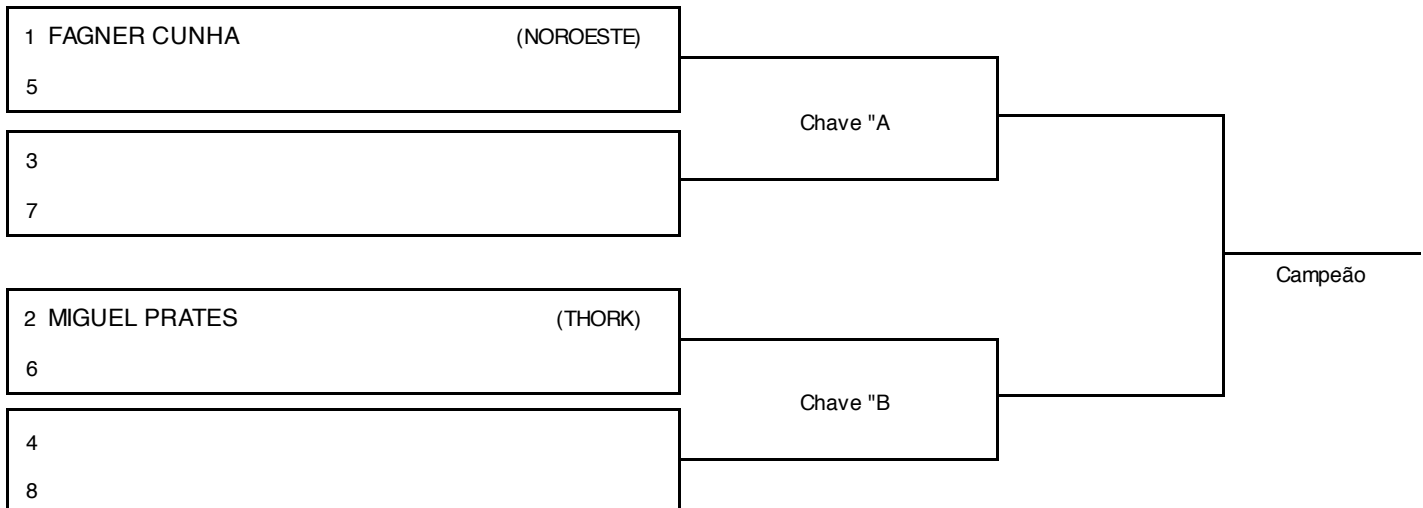 1 FAGNER CUNHA (NOROESTE)
5
Chave "A
3
7
Campeão
2 MIGUEL PRATES (THORK)
6
Chave "B
4
8